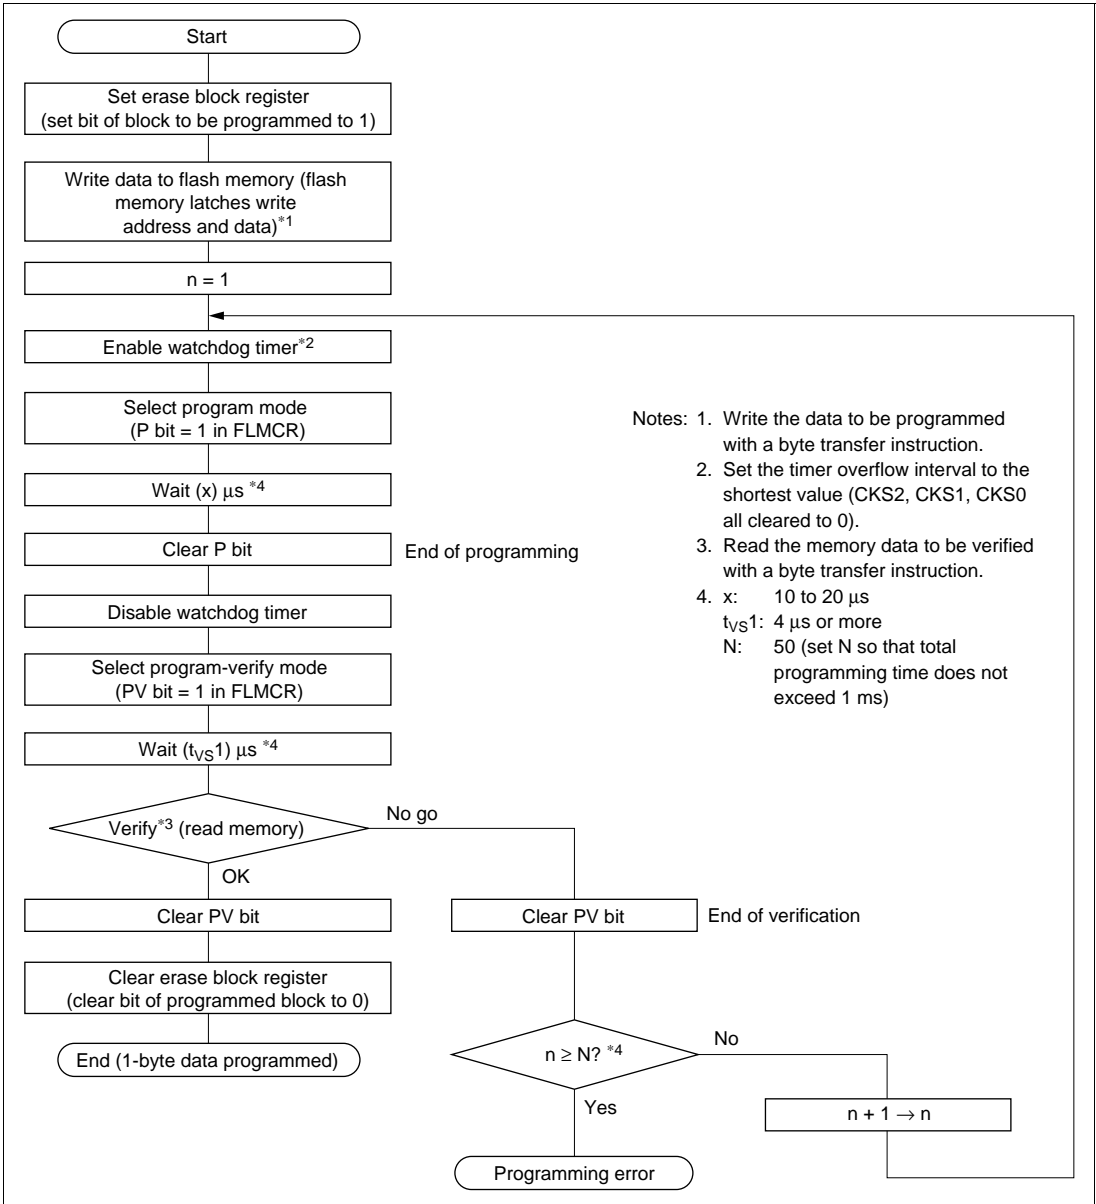 Start
Set erase block register
(set bit of block to be programmed to 1)
Write data to flash memory (flash
memory latches write
address and data)*1
n = 1
Enable watchdog timer*2
Select program mode
(P bit = 1 in FLMCR)
Wait (x) μs *4
Clear P bit
End of programming
Disable watchdog timer
Select program-verify mode
(PV bit = 1 in FLMCR)
Wait (tVS1) μs *4
Verify*3 (read memory)
No go
OK
Clear PV bit
Clear erase block register
(clear bit of programmed block to 0)
End (1-byte data programmed)
Clear PV bit
End of verification
n ≥ N? *4
No
Yes
n + 1 → n
Programming error
Notes: 1. Write the data to be programmed
with a byte transfer instruction.
2. Set the timer overflow interval to the
shortest value (CKS2, CKS1, CKS0
all cleared to 0).
3. Read the memory data to be verified
with a byte transfer instruction.
4. x: 10 to 20 μs
tVS1: 4 μs or more
N: 50 (set N so that total
programming time does not
exceed 1 ms)